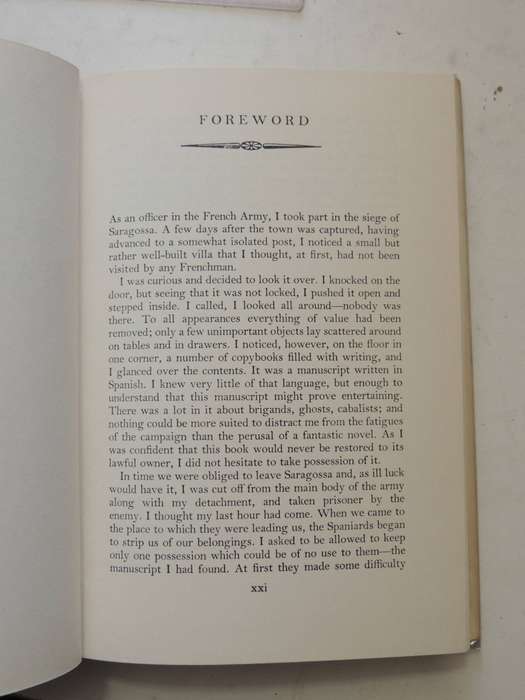 FOREWORD
As an officer in the French Army, I took part in the siege of
Saragossa. A few days after the town was captured, having
advanced to a somewhat isolated post, I noticed a small but
rather well-built villa that I thought, at first, had not been
visited by any Frenchman.
I was curious and decided to look it over. I knocked on the
door, but seeing that it was not locked, I pushed it open and
stepped inside. I called, I looked all around—nobody was
there. To all appearances everything of value had been
removed; only a few unimportant objects lay scattered around
on tables and in drawers. I noticed, however, on the floor in
one corner, a number of copybooks filled with writing, and
I glanced over the contents. It was a manuscript written in
Spanish. I knew very little of that language, but enough to
understand that this manuscript might prove entertaining.
There was a lot in it about brigands, ghosts, cabalists; and
nothing could be more suited to distract me from the fatigues
of the campaign than the perusal of a fantastic novel. As I
was confident that this book would never be restored to its
lawful owner, I did not hesitate to take possession of it.
In time we were obliged to leave Saragossa and, as ill luck
would have it, I was cut off from the main body of the army
along with my detachment, and taken prisoner by the
enemy. I thought my last hour had come. When we came to
the place to which they were leading us, the Spaniards began
to strip us of our belongings. I asked to be allowed to keep
only one possession which could be of no use to them—the
manuscript I had found. At first they made some difficulty
xxi